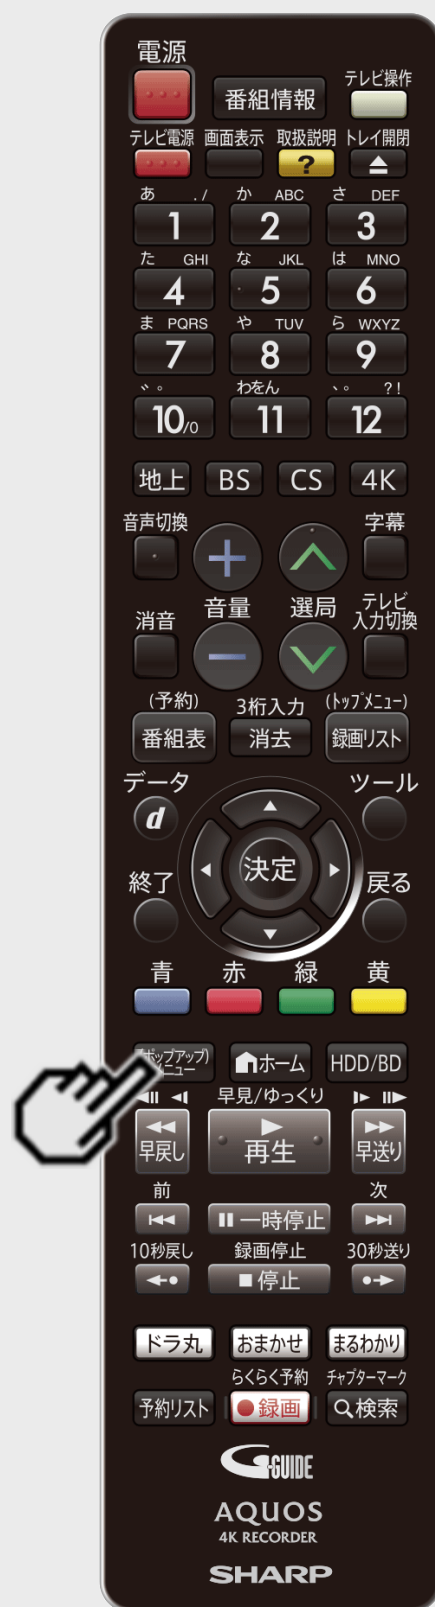 電源
番組情報
テレビ操作
テレビ電源 画面表示 取扱説明 トレイ開閉
?
あ ./ か ABC さ DEF
1 2 3
た GHI な JKL は MNO
4 5 6
ま PQRS や TUV ら WXYZ
7 8 9
゛゜ わをん 、。 ?!
10/0 11 12
地上 BS CS 4K
音声切換 字幕
+
消音 音量 選局 テレビ
入力切換
−
(予約) 3桁入力 (トップメニュー)
番組表 消去 録画リスト
データ ツール
d
決定
終了 戻る
青 赤 緑 黄
ポップアップ)
メニュー ホーム HDD/BD
早見/ゆっくり
早戻し 再生 早送り
前 次
一時停止
10秒戻し 録画停止 30秒送り
停止
ドラ丸 おまかせ まるわかり
らくらく予約 チャプターマーク
予約リスト 録画 検索
G-GUIDE
AQUOS
4K RECORDER
SHARP